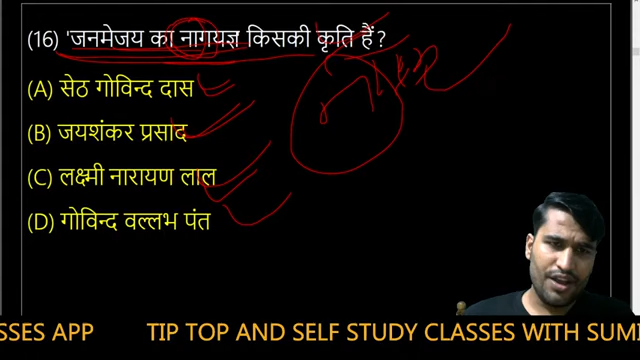 (16) 'जनमेजय का नागयज्ञ किसकी कृति हैं?
(A) सेठ गोविन्द दास
(B) जयशंकर प्रसाद
(C) लक्ष्मी नारायण लाल
(D) गोविन्द वल्लभ पंत
SSES APP TIP TOP AND SELF STUDY CLASSES WITH SUMI